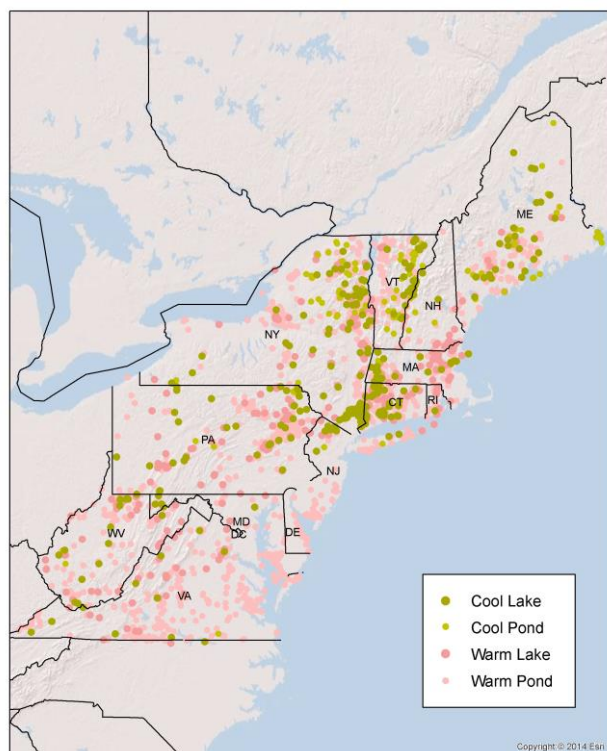 ME
VT
NH
NY
MA
CT
RI
PA
NJ
MD
DC
DE
WV
VA
Cool Lake
Cool Pond
Warm Lake
Warm Pond
Copyright © 2014 Esri